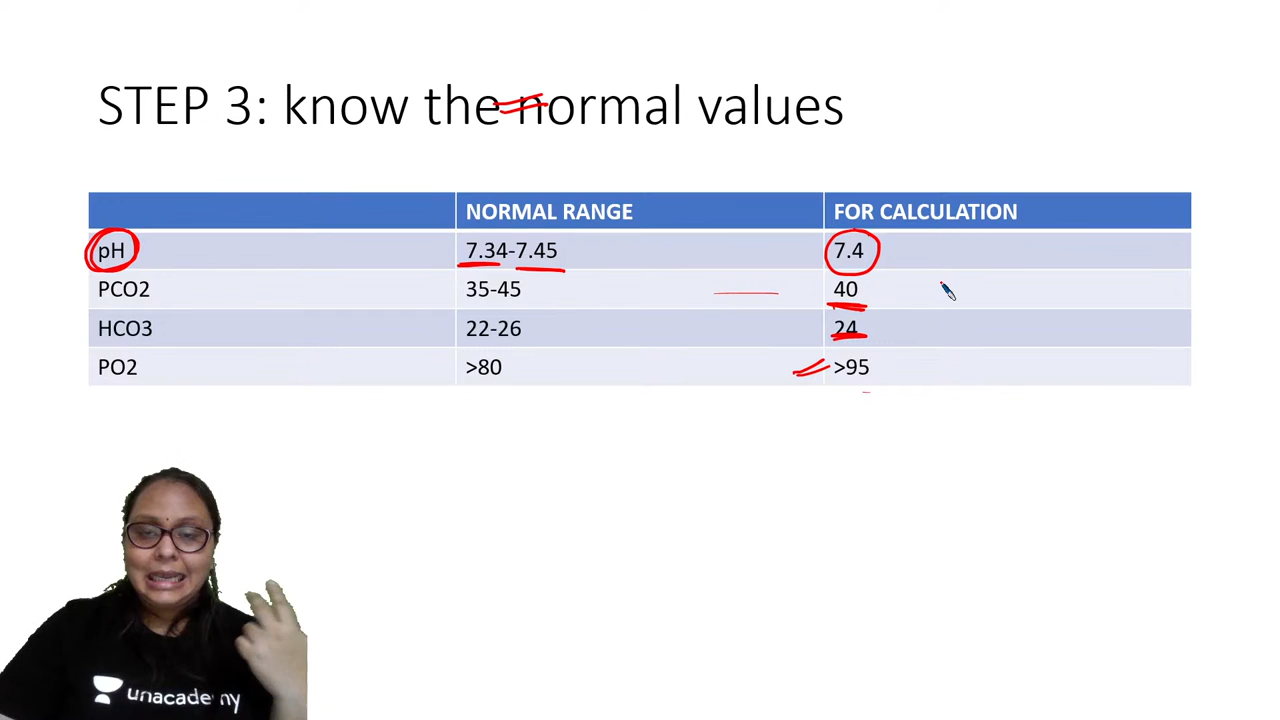 STEP 3: know the normal values
NORMAL RANGE FOR CALCULATION
pH 7.34-7.45 7.4
PCO2 35-45 40
HCO3 22-26 24
PO2 >80 >95
unacademy